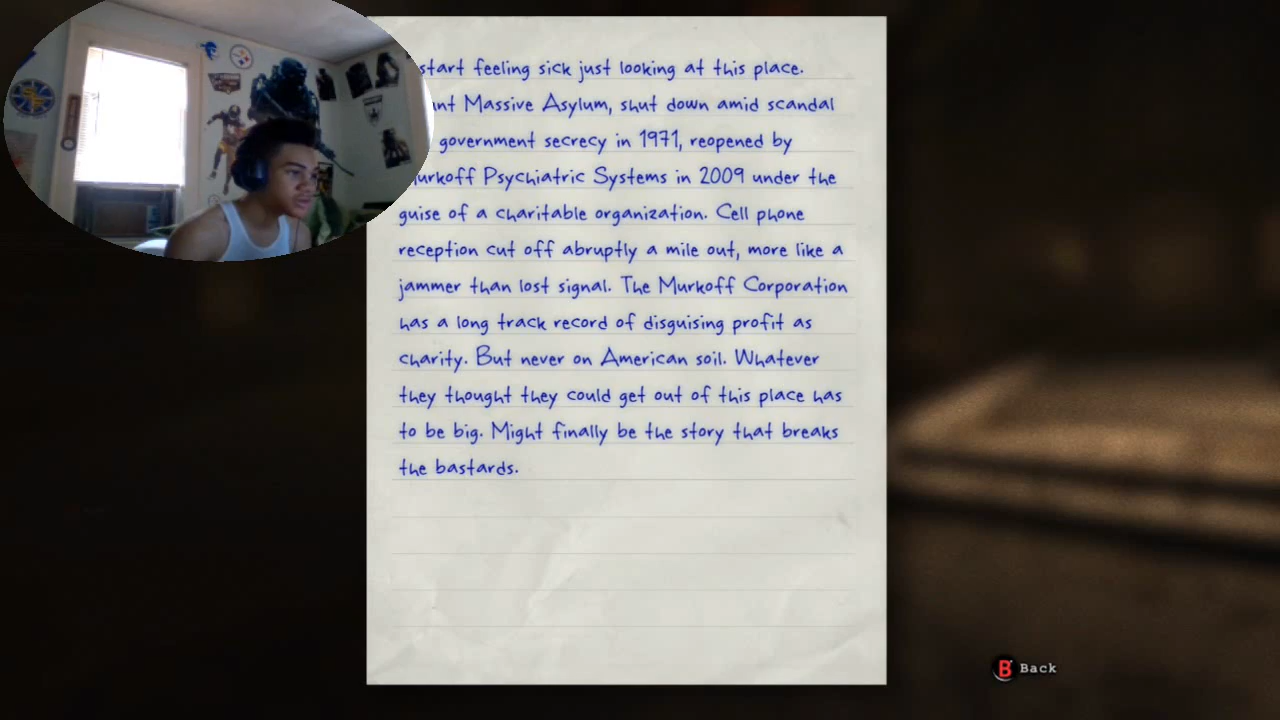 start feeling sick just looking at this place.
Massive Asylum, shut down amid scandal
government secrecy in 1971, reopened by
Psychiatric Systems in 2009 under the
guise of a charitable organization. Cell phone
reception cut off abruptly a mile out, more like a
jammer than lost signal. The Murkoff Corporation
has a long track record of disguising profit as
charity. But never on American soil. Whatever
they thought they could get out of this place has
to be big. Might finally be the story that breaks
the bastards.
B Back